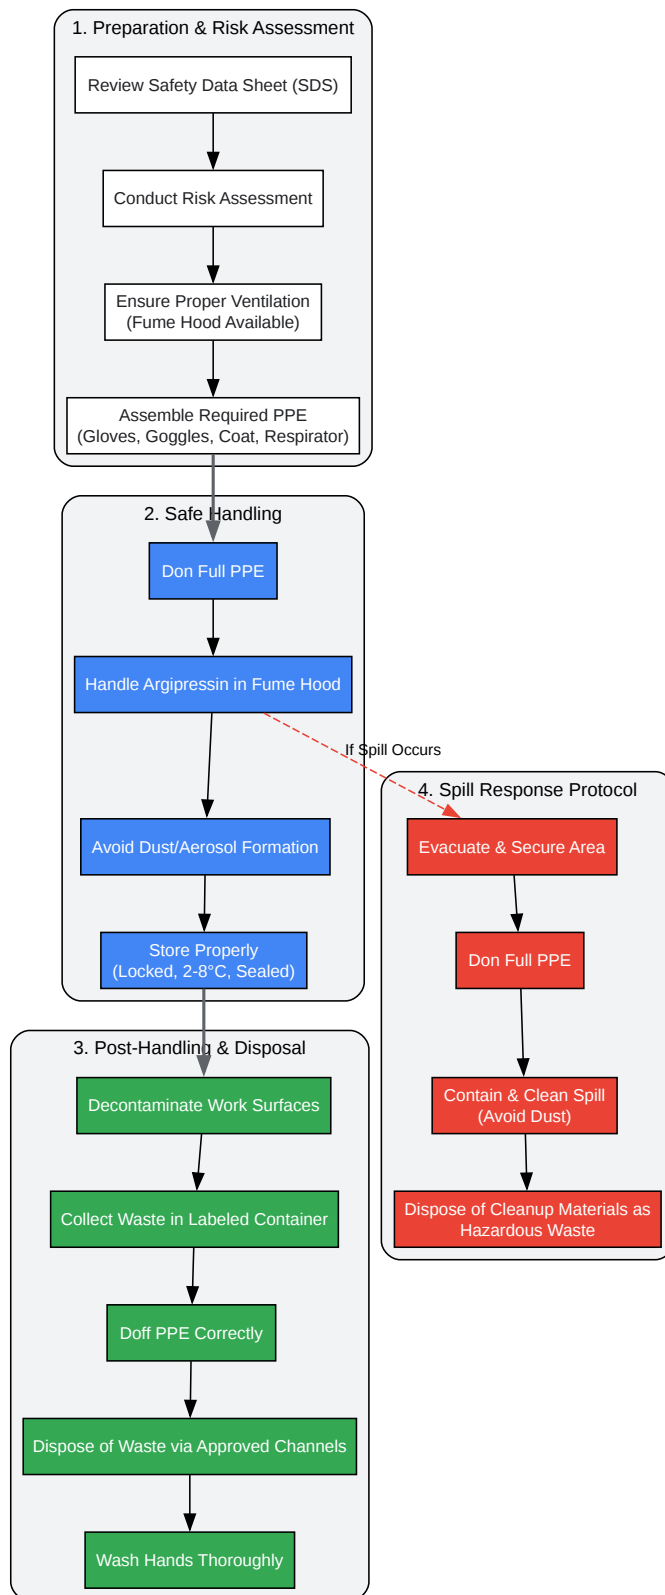 1. Preparation & Risk Assessment
Review Safety Data Sheet (SDS)
Conduct Risk Assessment
Ensure Proper Ventilation
(Fume Hood Available)
Assemble Required PPE
(Gloves, Goggles, Coat, Respirator)
2. Safe Handling
Don Full PPE
Handle Argipressin in Fume Hood
If Spill Occurs
Avoid Dust/Aerosol Formation
Store Properly
(Locked, 2-8°C, Sealed)
4. Spill Response Protocol
Evacuate & Secure Area
Don Full PPE
Contain & Clean Spill
(Avoid Dust)
Dispose of Cleanup Materials as
Hazardous Waste
3. Post-Handling & Disposal
Decontaminate Work Surfaces
Collect Waste in Labeled Container
Doff PPE Correctly
Dispose of Waste via Approved Channels
Wash Hands Thoroughly